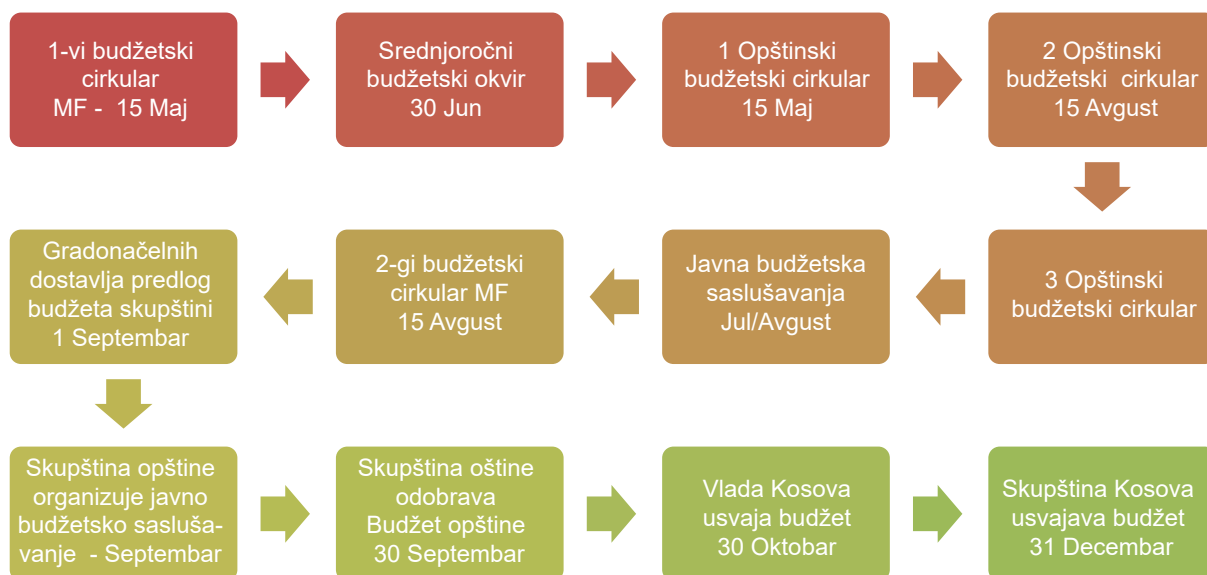 1-vi budžetski
cirkular
MF - 15 Maj
Srednjoročni
budžetski okvir
30 Jun
1 Opštinski
budžetski cirkular
15 Maj
2 Opštinski
budžetski cirkular
15 Avgust
3 Opštinski
budžetski cirkular
Javna budžetska
saslušavanja
Jul/Avgust
2-gi budžetski
cirkular MF
15 Avgust
Gradonačelnih
dostavlja predlog
budžeta skupštini
1 Septembar
Skupština opštine
organizuje javno
budžetsko sasluša-
vanje - Septembar
Skupština oštine
odobrava
Budžet opštine
30 Septembar
Vlada Kosova
usvaja budžet
30 Oktobar
Skupština Kosova
usvajava budžet
31 Decembar